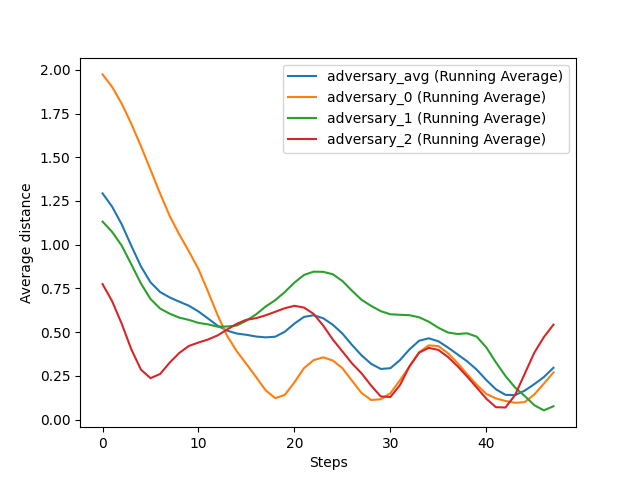 2.00
1.75
1.50
1.25
1.00
0.75
0.50
0.25
0.00
Average distance
adversary_avg (Running Average)
adversary_0 (Running Average)
adversary_1 (Running Average)
adversary_2 (Running Average)
0
10
20
30
40
Steps